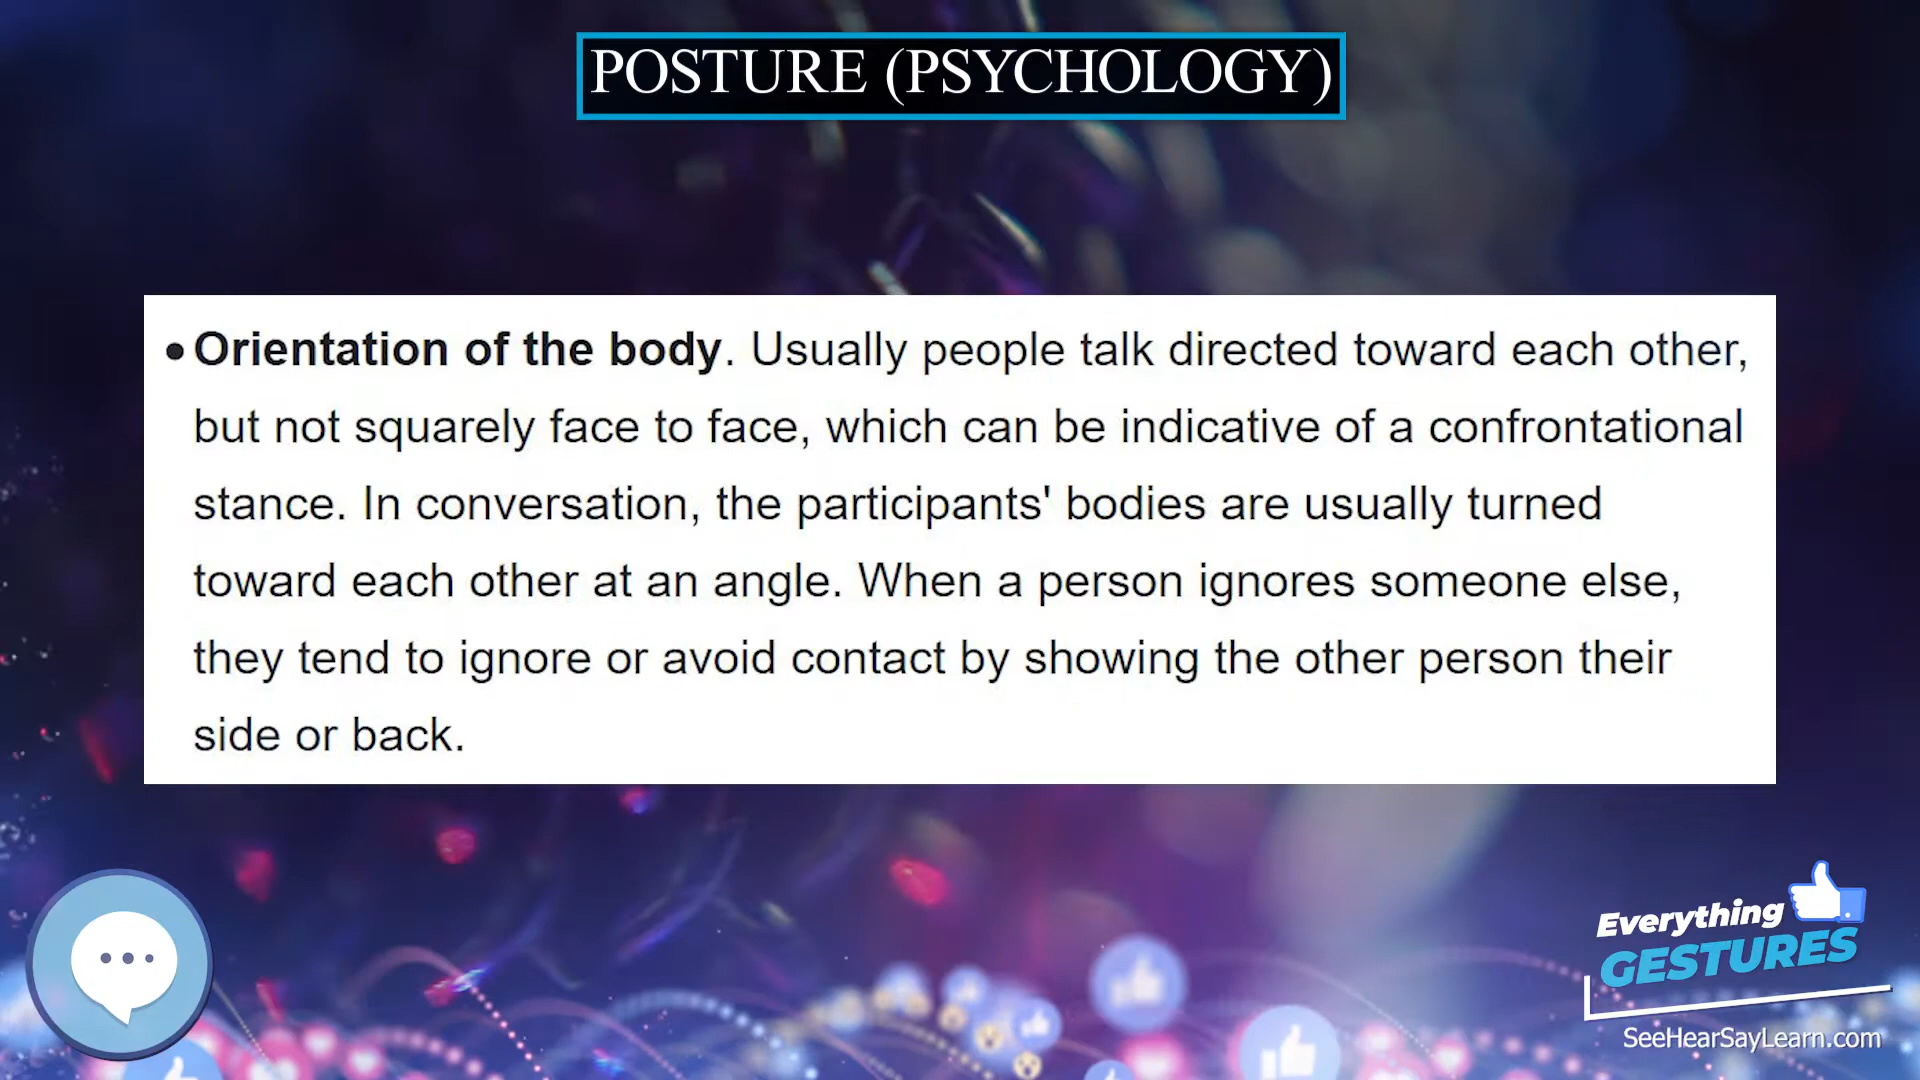 POSTURE (PSYCHOLOGY)
• Orientation of the body. Usually people talk directed toward each other,
but not squarely face to face, which can be indicative of a confrontational
stance. In conversation, the participants' bodies are usually turned
toward each other at an angle. When a person ignores someone else,
they tend to ignore or avoid contact by showing the other person their
side or back.
Everything
GESTURES
SeeHearSayLearn.com